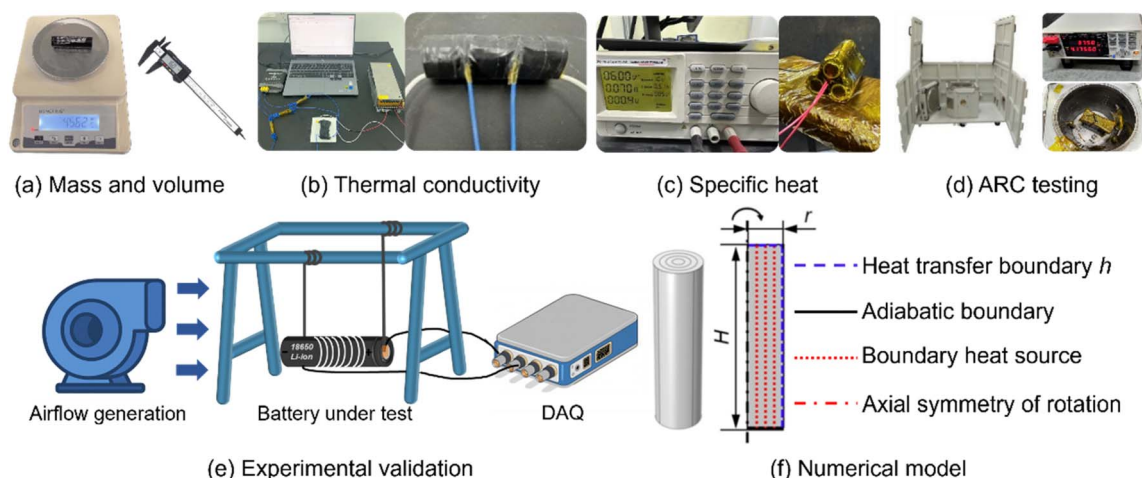 (a) Mass and volume
(b) Thermal conductivity
(c) Specific heat
(d) ARC testing
18650
Li-ion
Airflow generation
Battery under test
DAQ
(e) Experimental validation
r
H
Heat transfer boundary h
Adiabatic boundary
Boundary heat source
Axial symmetry of rotation
(f) Numerical model